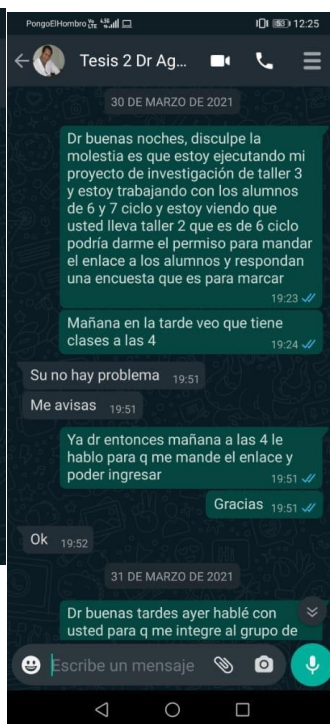 PongoElHombro
12:25
Tesis 2 Dr Ag...
30 DE MARZO DE 2021
Dr buenas noches, disculpe la
molestia es que estoy ejecutando mi
proyecto de investigación de taller 3
y estoy trabajando con los alumnos
de 6 y 7 ciclo y estoy viendo que
usted lleva taller 2 que es de 6 ciclo
podría darme el permiso para mandar
el enlace a los alumnos y respondan
una encuesta que es para marcar
19:23
Mañana en la tarde veo que tiene
clases a las 4
19:24
Su no hay problema 19:51
Me avisas 19:51
Ya dr entonces mañana a las 4 le
hablo para q me mande el enlace y
poder ingresar
19:51
Gracias 19:51
Ok 19:52
31 DE MARZO DE 2021
Dr buenas tardes ayer hablé con
usted para q me integre al grupo de
Escribe un mensaje